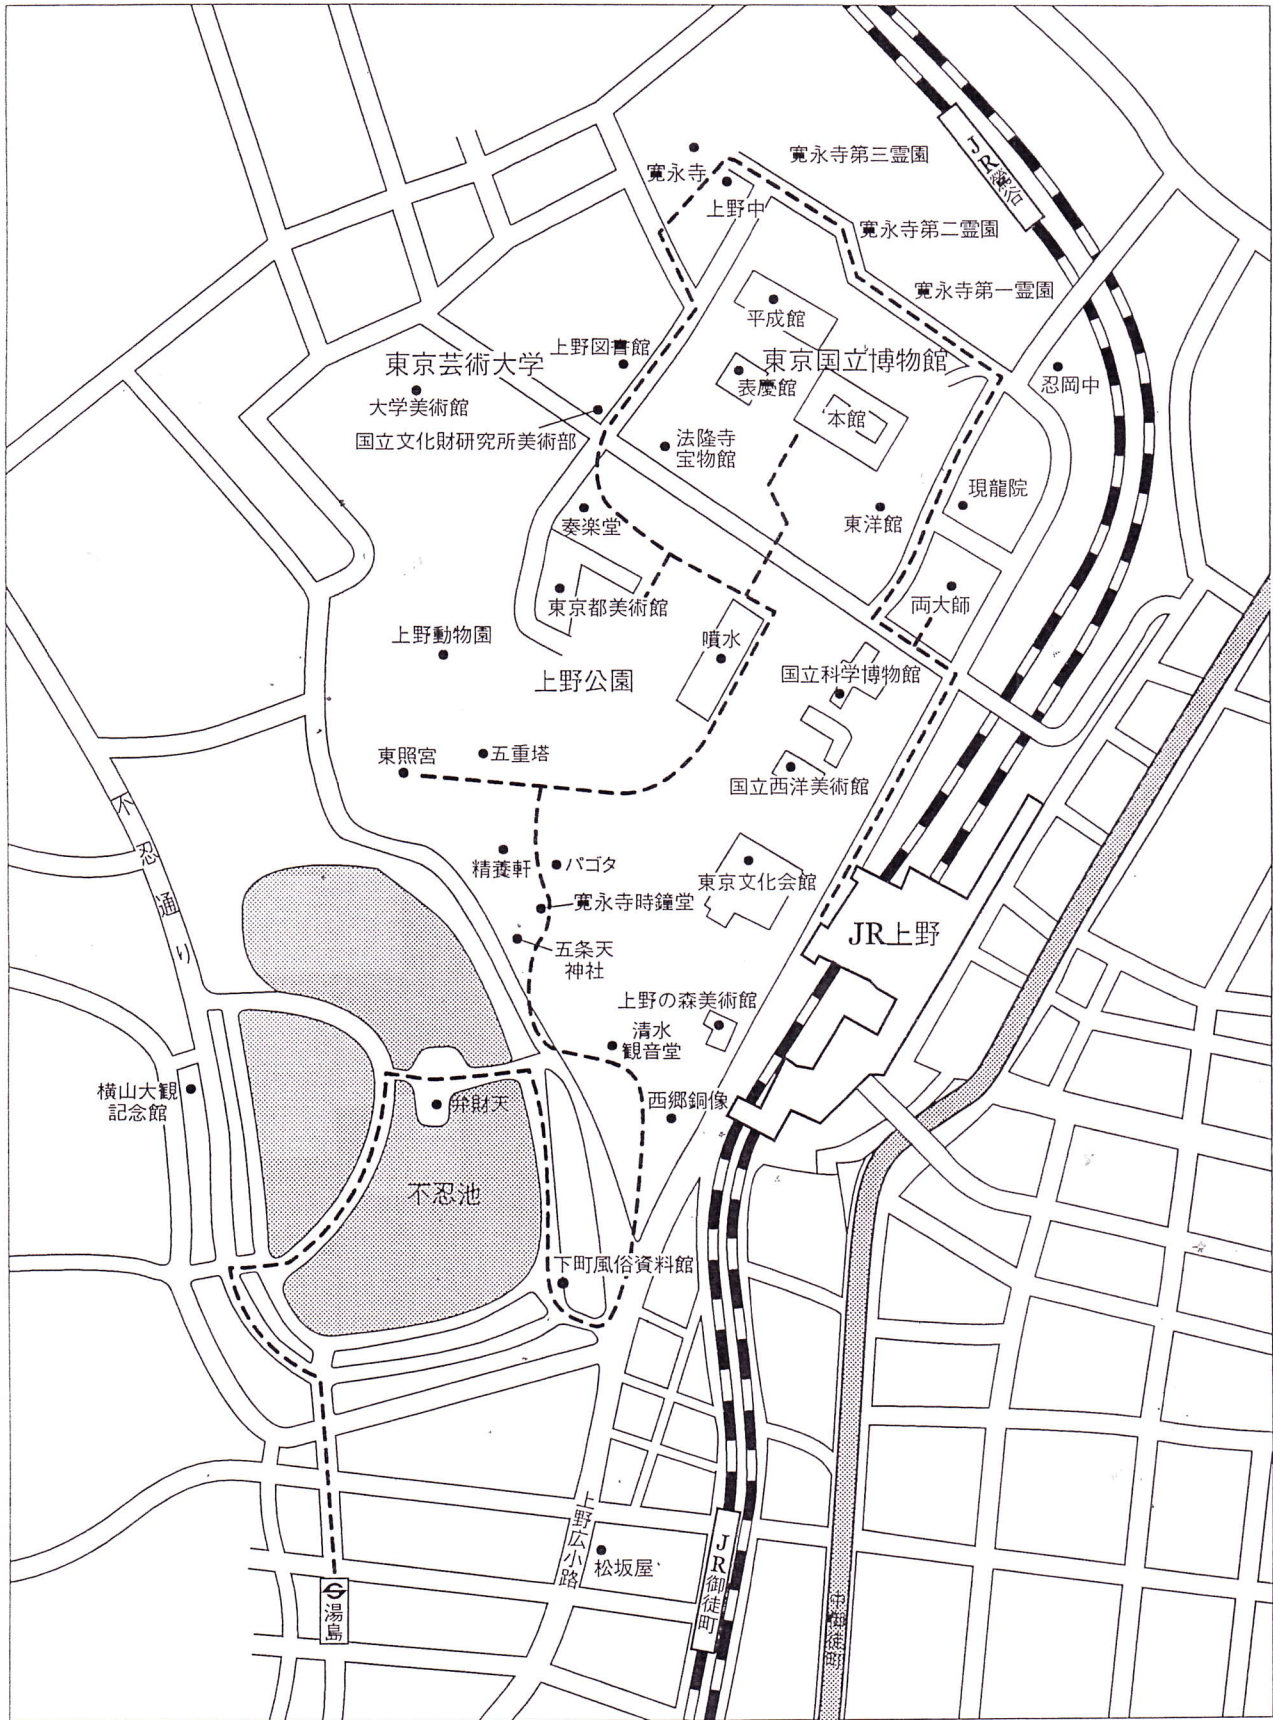 JR鶯谷
寛永寺
寛永寺第三霊園
上野中
寛永寺第二霊園
寛永寺第一霊園
平成館
上野図書館
東京国立博物館
東京芸術大学
表慶館
忍岡中
大学美術館
本館
国立文化財研究所美術部
法隆寺
宝物館
現龍院
奏楽堂
東洋館
東京都美術館
両大師
上野動物園
噴水
国立科学博物館
上野公園
東照宮
五重塔
国立西洋美術館
不忍通り
精養軒
パゴタ
東京文化会館
寛永寺時鐘堂
JR上野
五条天
神社
上野の森美術館
清水
観音堂
横山大観
記念館
弁財天
西郷銅像
不忍池
下町風俗資料館
上野広小路
松坂屋
JR御徒町
湯島
中御徒町